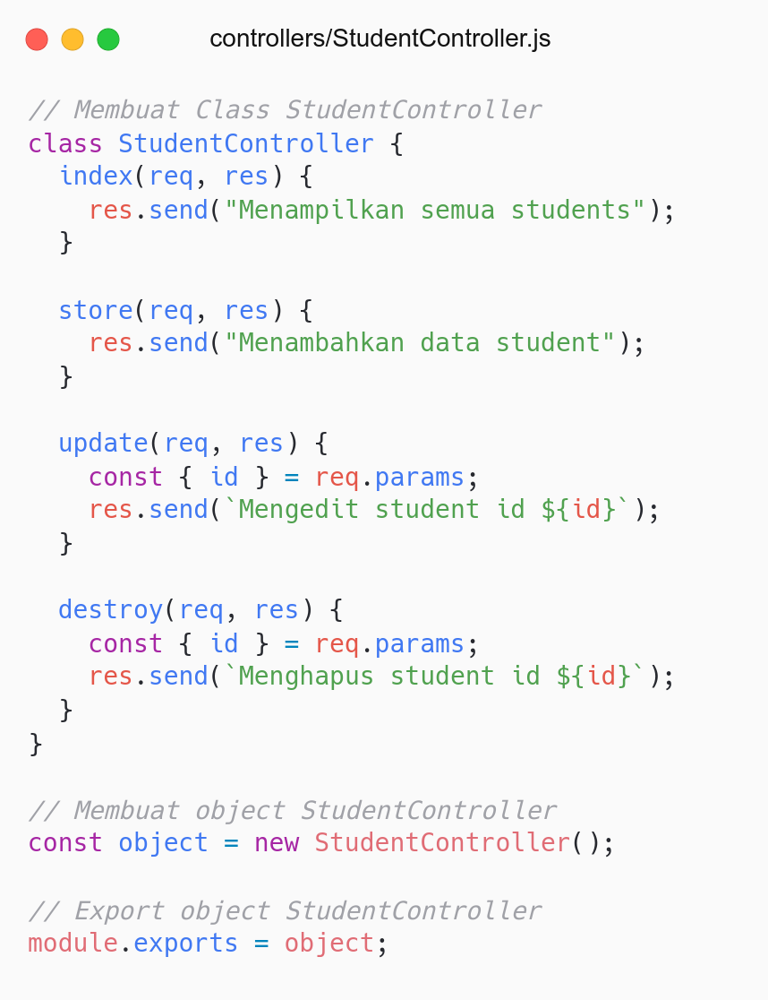 controllers/StudentController.js
// Membuat Class StudentController
class StudentController {
  index(req, res) {
    res.send("Menampilkan semua students");
  }

  store(req, res) {
    res.send("Menambahkan data student");
  }

  update(req, res) {
    const { id } = req.params;
    res.send(`Mengedit student id ${id}`);
  }

  destroy(req, res) {
    const { id } = req.params;
    res.send(`Menghapus student id ${id}`);
  }
}

// Membuat object StudentController
const object = new StudentController();

// Export object StudentController
module.exports = object;